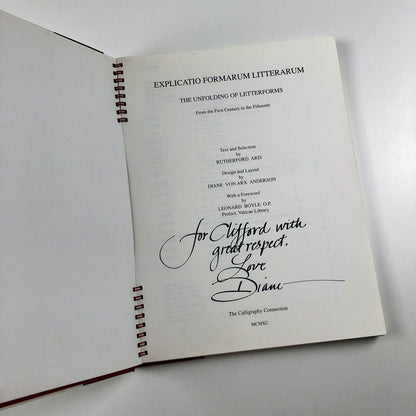 EXPLICATIO FORMARUM LITTERARUM
THE UNFOLDING OF LETTERFORMS
From the First Century to the Fifteenth
Text and Selection
by
RUTHERFORD ARIS
Design and Layout
by
DIANE VON ARX ANDERSON
With a Foreword
by
LEONARD BOYLE O.P.
Prefect, Vatican Library
for Clifford with
great respect.
Love
Diane
The Calligraphy Connection
MCMXC